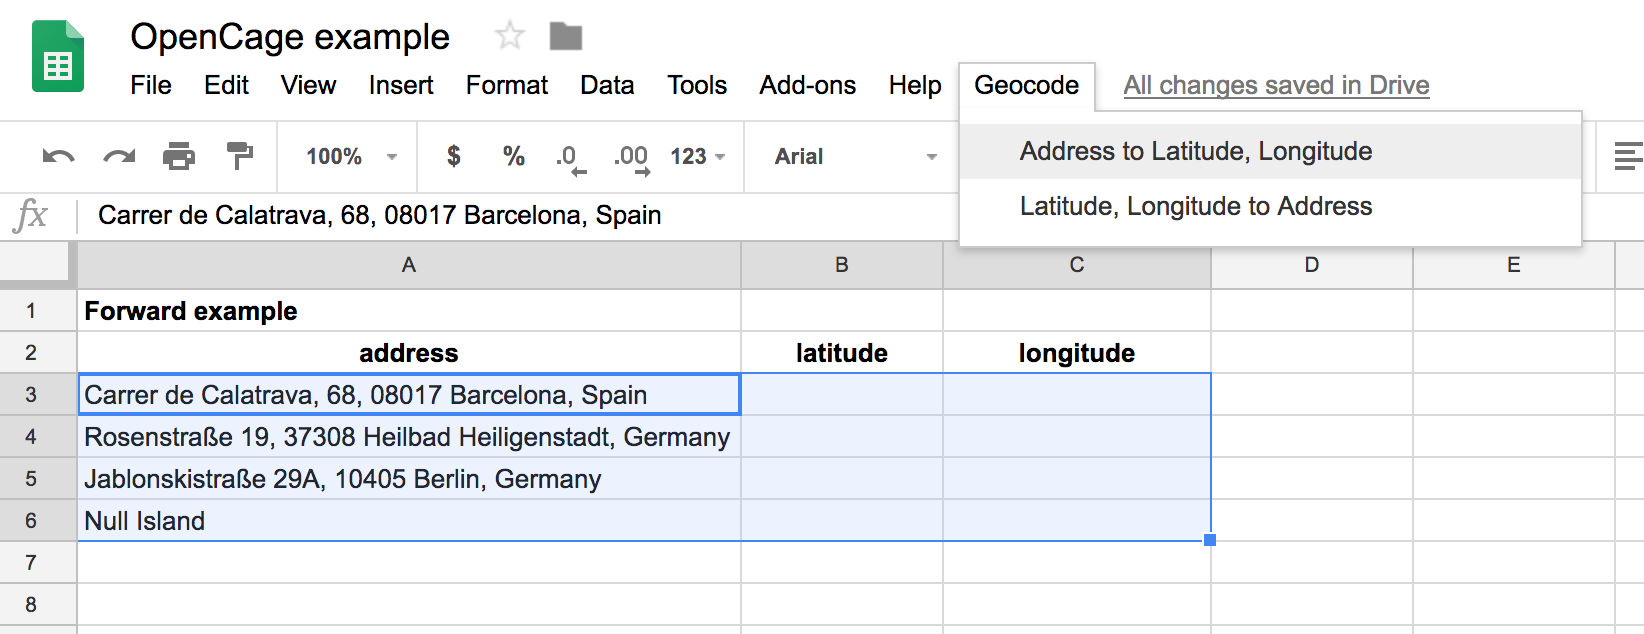 OpenCage example
File Edit View Insert Format Data Tools Add-ons Help Geocode All changes saved in Drive
Address to Latitude, Longitude
Latitude, Longitude to Address
100% $ % .0 .00 123 Arial
fx Carrer de Calatrava, 68, 08017 Barcelona, Spain
A B C D E
1 Forward example
2 address latitude longitude
3 Carrer de Calatrava, 68, 08017 Barcelona, Spain
4 Rosenstraße 19, 37308 Heilbad Heiligenstadt, Germany
5 Jablonskistraße 29A, 10405 Berlin, Germany
6 Null Island
7
8